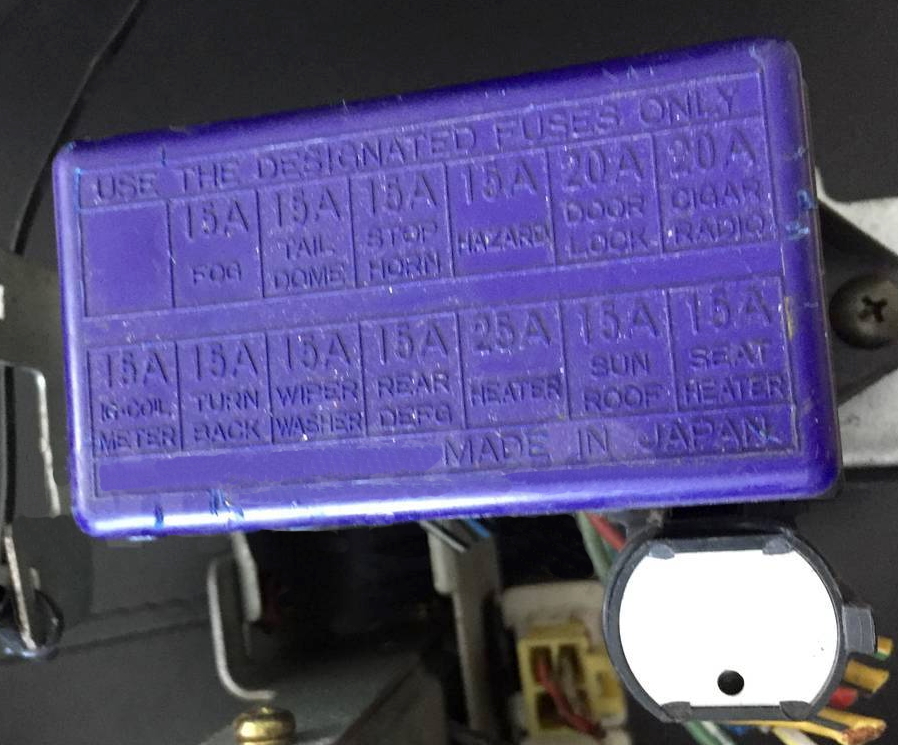 USE THE DESIGNATED FUSES ONLY
15A 15A 15A 15A 20A 20A
FOG TAIL DOME STOP HORN HAZARD DOOR LOCK CIGAR RADIO
15A 15A 15A 15A 25A 15A 15A
IG·COIL METER TURN BACK WIPER WASHER REAR DEFG HEATER SUN ROOF SEAT HEATER
MADE IN JAPAN